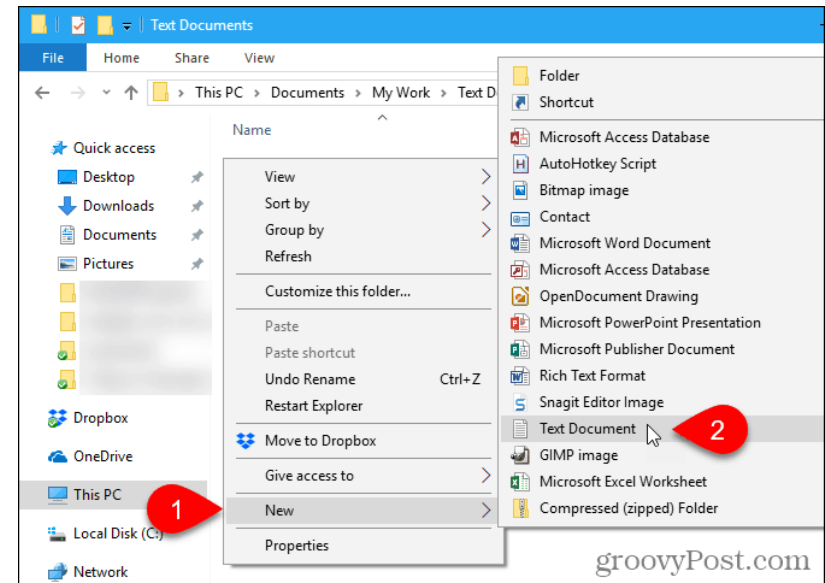 Text Documents
File Home Share View
This PC > Documents > My Work > Text D
Name
Quick access
Desktop
Downloads
Documents
Pictures
Dropbox
OneDrive
This PC
Local Disk (C:)
Network
View
Sort by
Group by
Refresh
Customize this folder...
Paste
Paste shortcut
Undo Rename Ctrl+Z
Restart Explorer
Move to Dropbox
Give access to
1
New
Properties
Folder
Shortcut
Microsoft Access Database
AutoHotkey Script
Bitmap image
Contact
Microsoft Word Document
Microsoft Access Database
OpenDocument Drawing
Microsoft PowerPoint Presentation
Microsoft Publisher Document
Rich Text Format
Snagit Editor Image
Text Document 2
GIMP image
Microsoft Excel Worksheet
Compressed (zipped) Folder
groovyPost.com